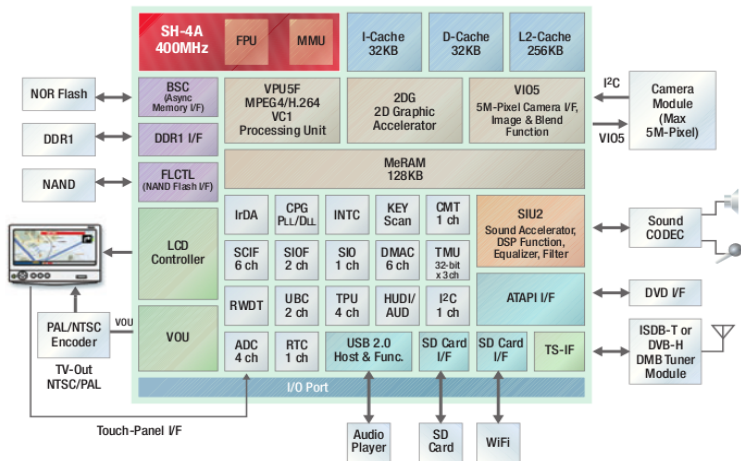 SH-4A
400MHz
FPU
MMU
I-Cache
32KB
D-Cache
32KB
L2-Cache
256KB
NOR Flash
BSC
(Async
Memory I/F)
VPU5F
MPEG4/H.264
VC1
Processing Unit
2DG
2D Graphic
Accelerator
VIO5
5M-Pixel Camera I/F,
Image & Blend
Function
I²C
VIO5
Camera
Module
(Max
5M-Pixel)
DDR1
DDR1 I/F
NAND
FLCTL
(NAND Flash I/F)
MeRAM
128KB
LCD
Controller
IrDA
CPG
PLL/DLL
INTC
KEY
Scan
CMT
1 ch
SIU2
Sound Accelerator,
DSP Function,
Equalizer, Filter
Sound
CODEC
SCIF
6 ch
SIOF
2 ch
SIO
1 ch
DMAC
6 ch
TMU
32-bit
x 3ch
RWDT
UBC
2 ch
TPU
4 ch
HUDI/
AUD
I²C
1 ch
ATAPI I/F
DVD I/F
PAL/NTSC
Encoder
VOU
VOU
TV-Out
NTSC/PAL
ADC
4 ch
RTC
1 ch
USB 2.0
Host & Func.
SD Card
I/F
SD Card
I/F
TS-IF
ISDB-T or
DVB-H
DMB Tuner
Module
I/O Port
Touch-Panel I/F
Audio
Player
SD
Card
WiFi